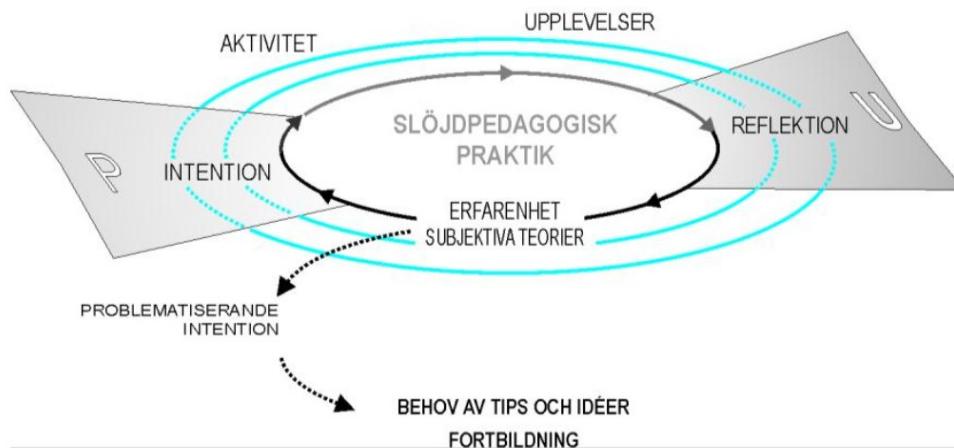 UPPLEVELSER
AKTIVITET
SLÖJDPEDAGOGISK
PRAKTIK
REFLEKTION
U
P
INTENTION
ERFARENHET
SUBJEKTIVA TEORIER
PROBLEMATISERANDE
INTENTION
BEHOV AV TIPS OCH IDÉER
FORTBILDNING